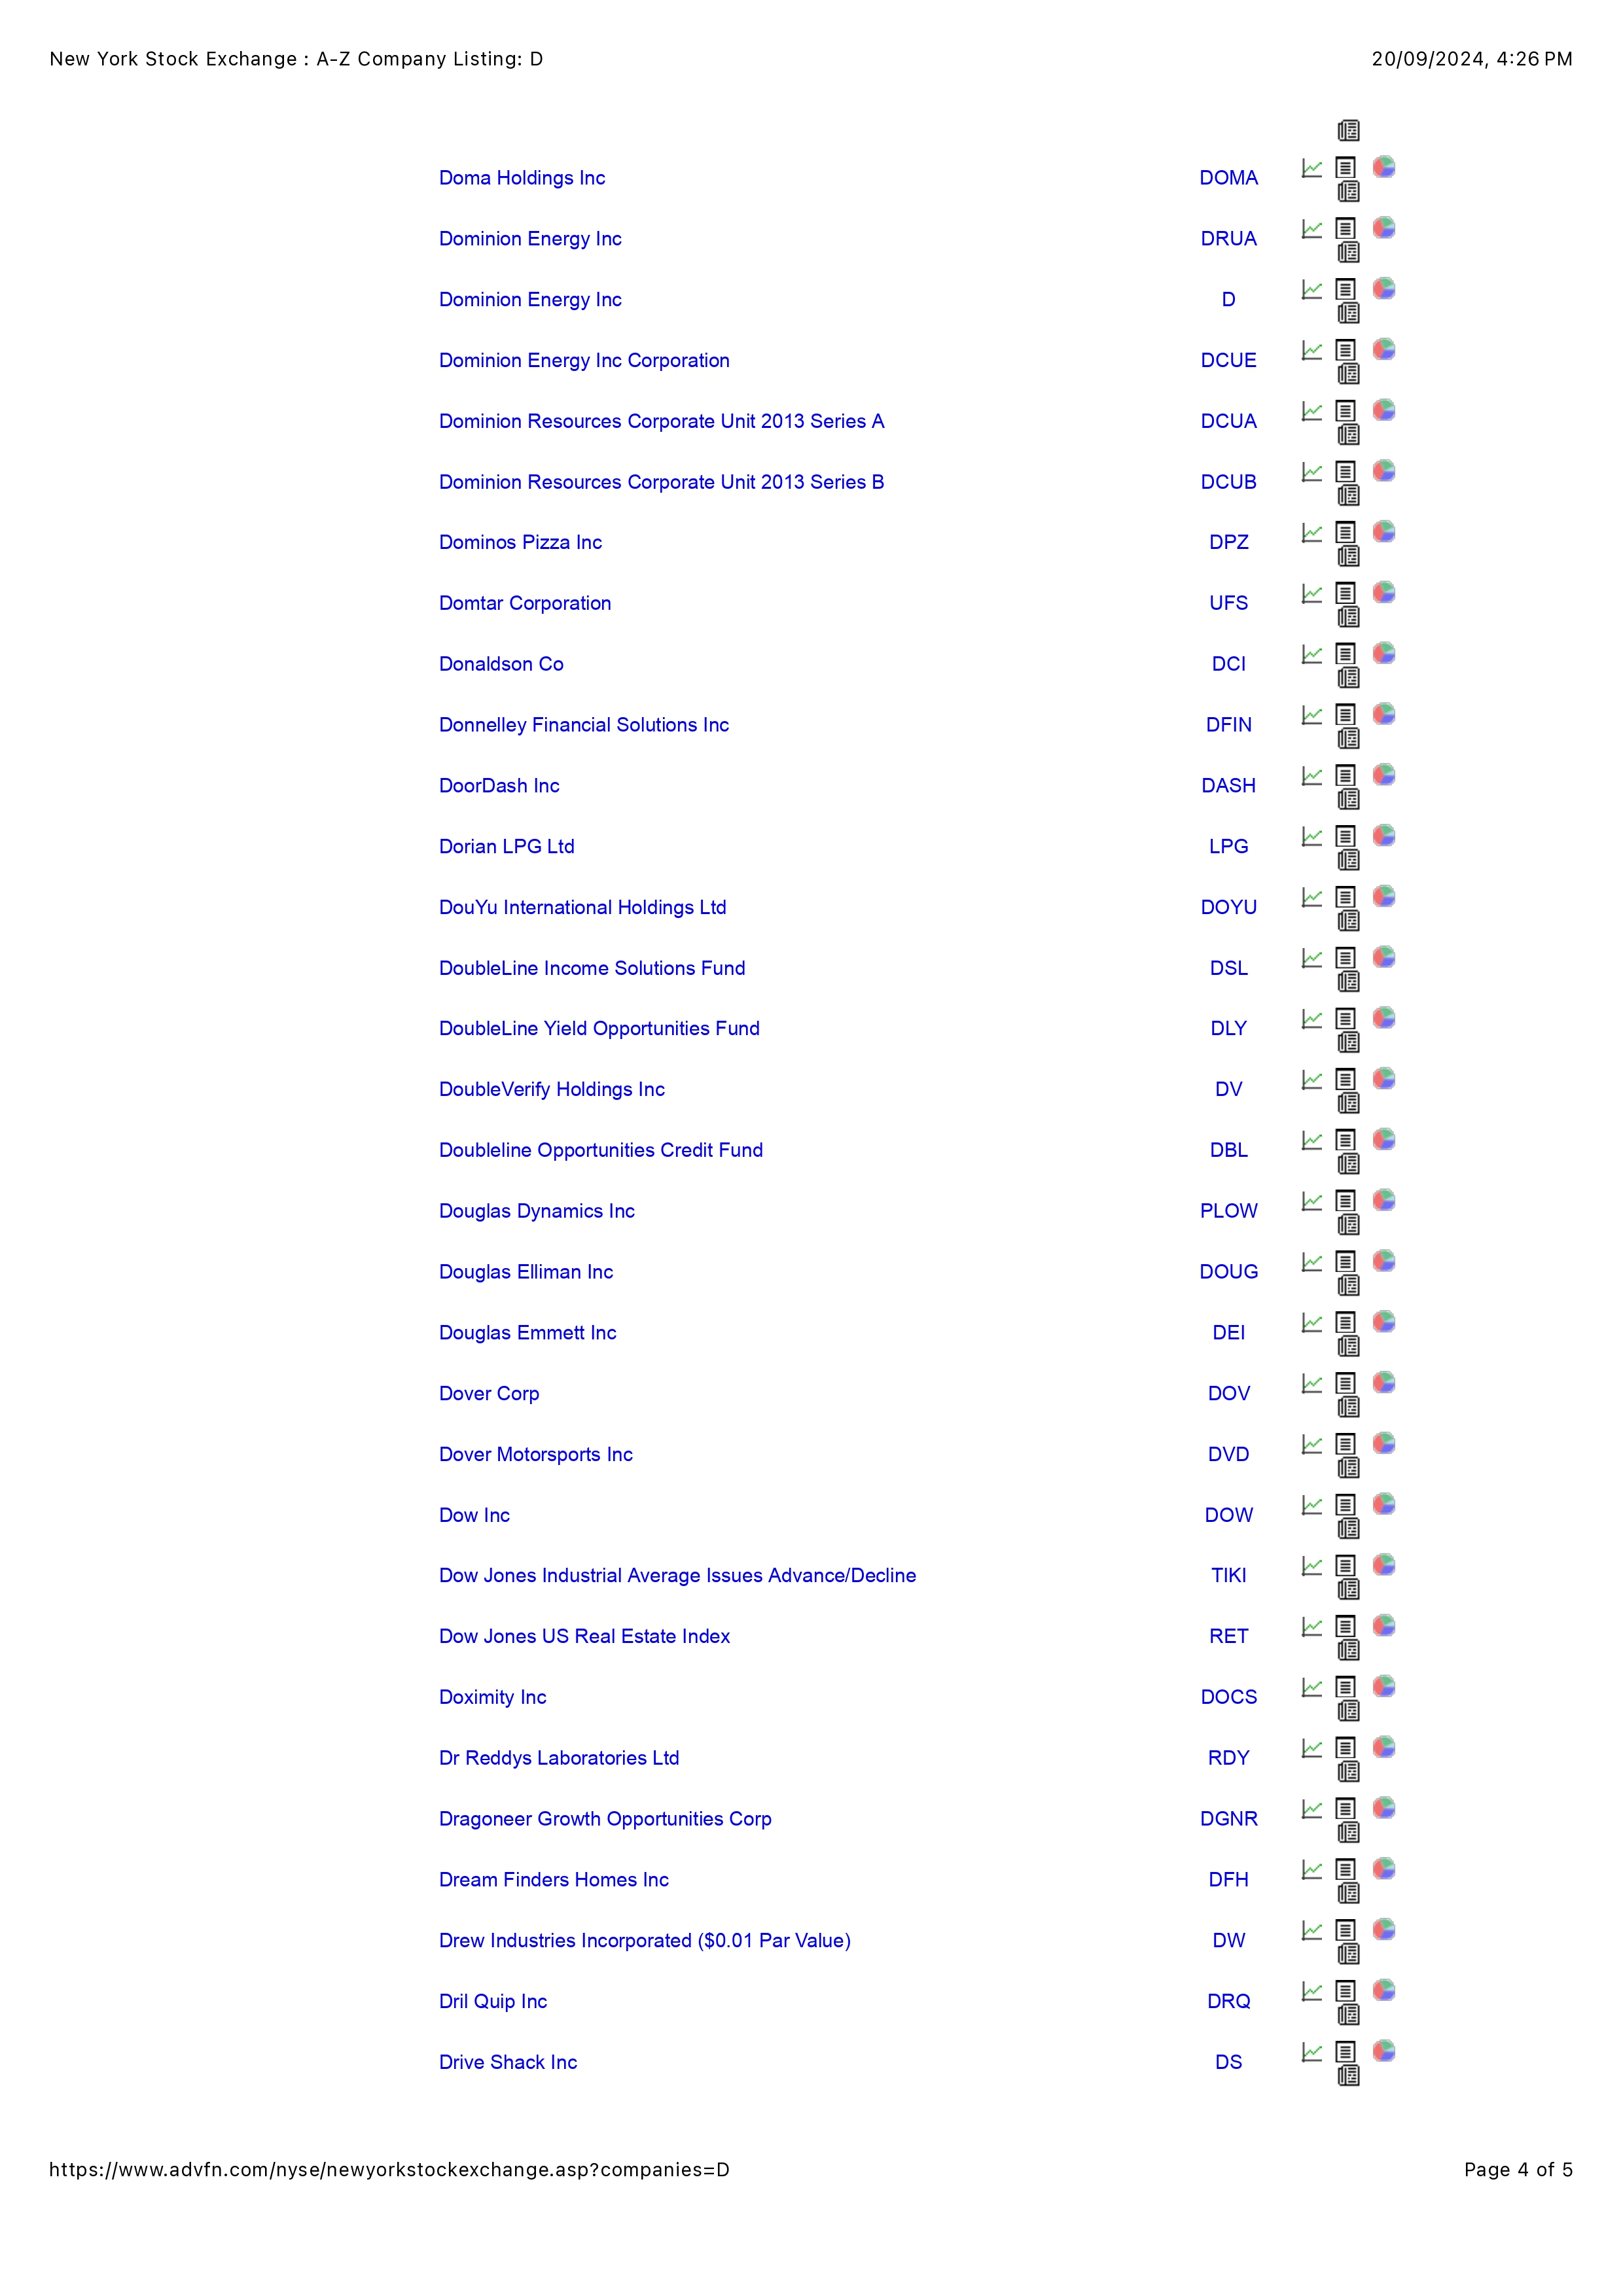 New York Stock Exchange : A-Z Company Listing: D 20/09/2024, 4:26 PM
Doma Holdings Inc DOMA
Dominion Energy Inc DRUA
Dominion Energy Inc D
Dominion Energy Inc Corporation DCUE
Dominion Resources Corporate Unit 2013 Series A DCUA
Dominion Resources Corporate Unit 2013 Series B DCUB
Dominos Pizza Inc DPZ
Domtar Corporation UFS
Donaldson Co DCI
Donnelley Financial Solutions Inc DFIN
DoorDash Inc DASH
Dorian LPG Ltd LPG
DouYu International Holdings Ltd DOYU
DoubleLine Income Solutions Fund DSL
DoubleLine Yield Opportunities Fund DLY
DoubleVerify Holdings Inc DV
Doubleline Opportunities Credit Fund DBL
Douglas Dynamics Inc PLOW
Douglas Elliman Inc DOUG
Douglas Emmett Inc DEI
Dover Corp DOV
Dover Motorsports Inc DVD
Dow Inc DOW
Dow Jones Industrial Average Issues Advance/Decline TIKI
Dow Jones US Real Estate Index RET
Doximity Inc DOCS
Dr Reddys Laboratories Ltd RDY
Dragoneer Growth Opportunities Corp DGNR
Dream Finders Homes Inc DFH
Drew Industries Incorporated ($0.01 Par Value) DW
Dril Quip Inc DRQ
Drive Shack Inc DS
https://www.advfn.com/nyse/newyorkstockexchange.asp?companies=D Page 4 of 5